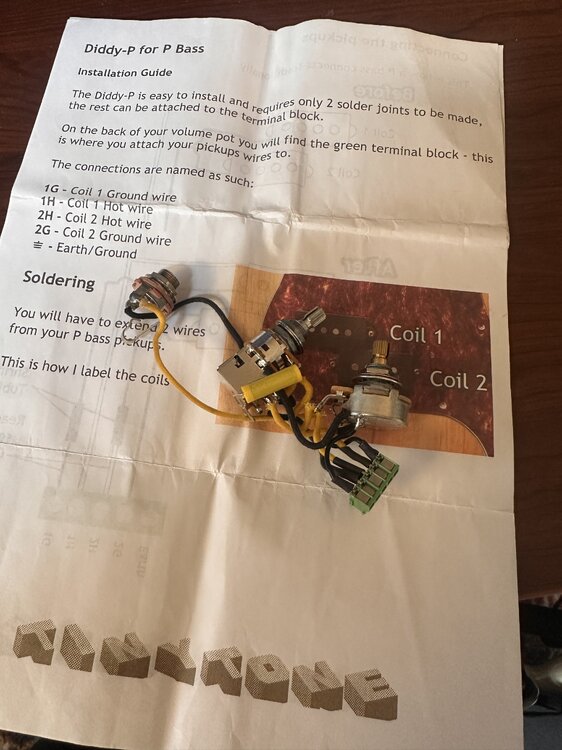 Diddy-P for P Bass
Installation Guide
The Diddy-P is easy to install and requires only 2 solder joints to be made,
the rest can be attached to the terminal block.
On the back of your volume pot you will find the green terminal block - this
is where you attach your pickups wires to.
The connections are named as such:
1G - Coil 1 Ground wire
1H - Coil 1 Hot wire
2H - Coil 2 Hot wire
2G - Coil 2 Ground wire
⏚ - Earth/Ground
Soldering
You will have to extend 2 wires
from your P bass pickups.
This is how I label the coils
Coil 1
Coil 2
TINYTONE